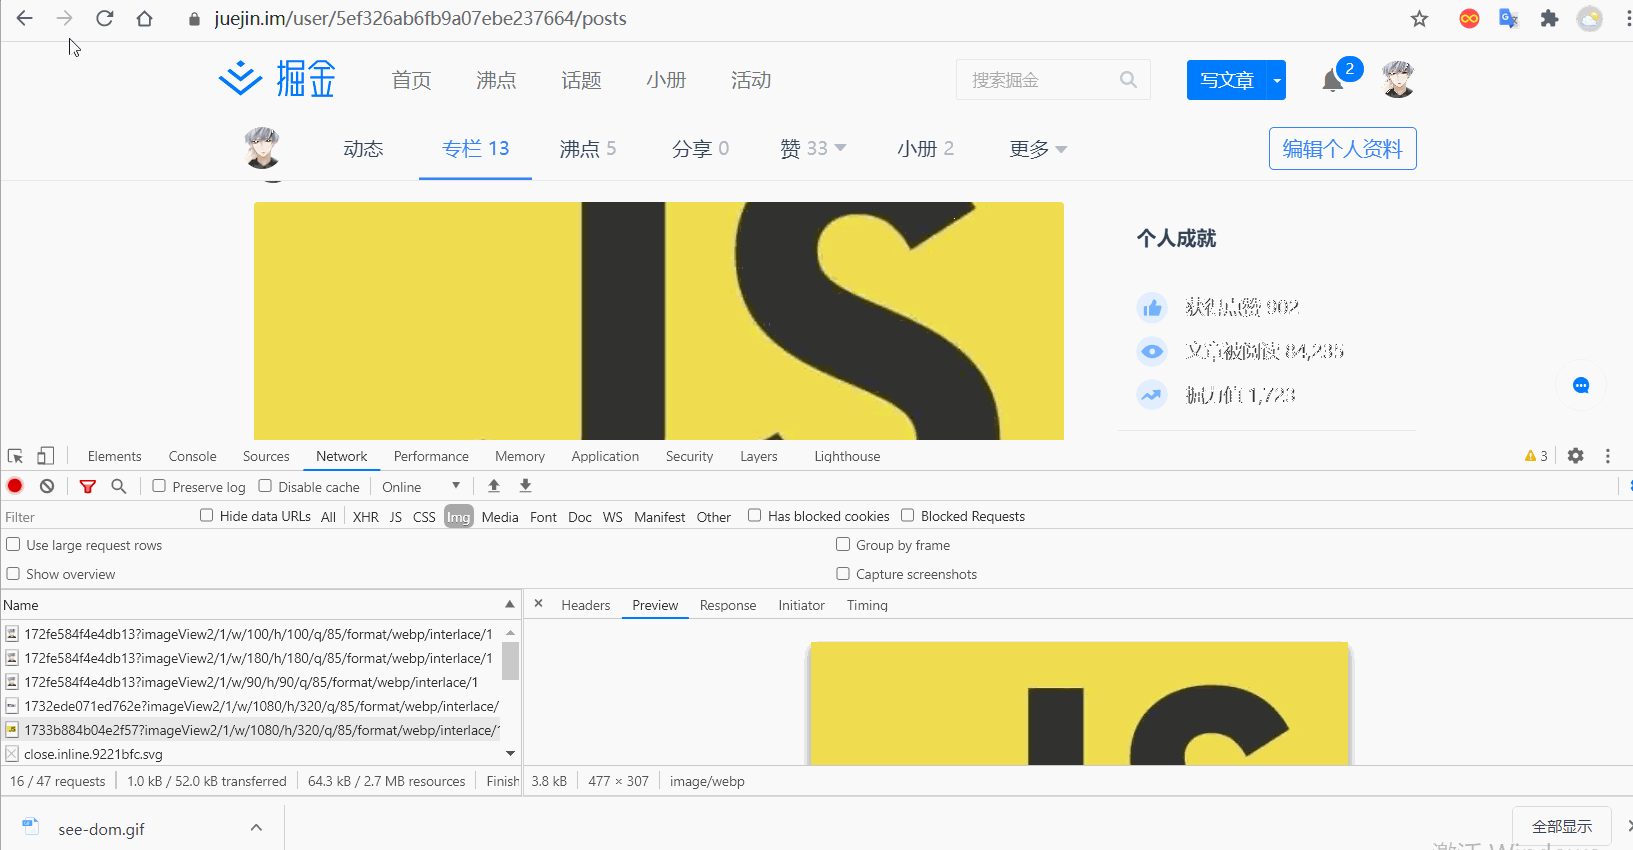 juejin.im/user/5ef326ab6fb9a07ebe237664/posts
掘金 首页 沸点 话题 小册 活动 搜索掘金 写文章 2
动态 专栏 13 沸点 5 分享 0 赞 33 小册 2 更多 编辑个人资料
JS
个人成就
获得点赞 902
文章被阅读 84,235
掘力值 1,723
Elements Console Sources Network Performance Memory Application Security Layers Lighthouse 3
Preserve log Disable cache Online
Filter Hide data URLs All XHR JS CSS Img Media Font Doc WS Manifest Other Has blocked cookies Blocked Requests
Use large request rows Group by frame
Show overview Capture screenshots
Name Headers Preview Response Initiator Timing
172fe584f4e4db13?imageView2/1/w/100/h/100/q/85/format/webp/interlace/1
172fe584f4e4db13?imageView2/1/w/180/h/180/q/85/format/webp/interlace/1
172fe584f4e4db13?imageView2/1/w/90/h/90/q/85/format/webp/interlace/1
1732ede071ed762e?imageView2/1/w/1080/h/320/q/85/format/webp/interlace/
1733b884b04e2f57?imageView2/1/w/1080/h/320/q/85/format/webp/interlace/1
close.inline.9221bfc.svg
JS
16 / 47 requests 1.0 kB / 52.0 kB transferred 64.3 kB / 2.7 MB resources Finish 3.8 kB 477 × 307 image/webp
see-dom.gif 全部显示
激活 Windows